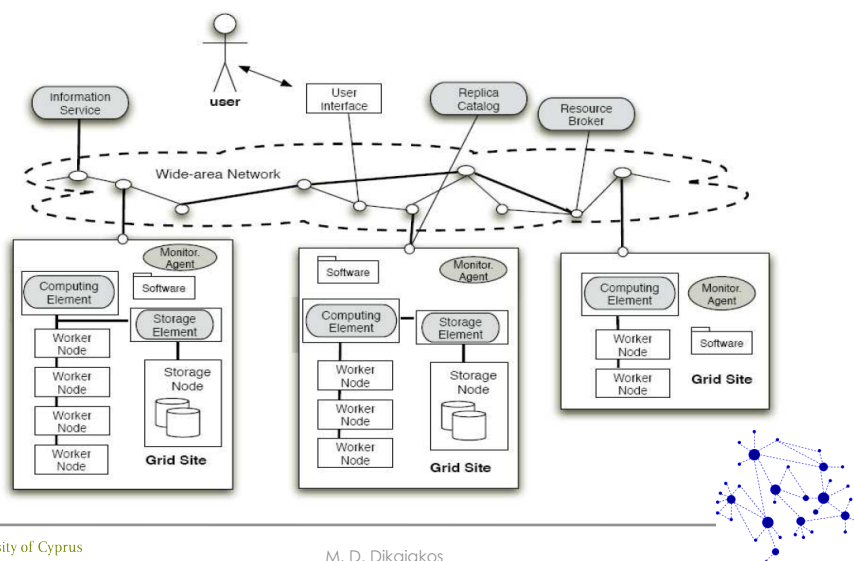 user
Information
Service
User
Interface
Replica
Catalog
Resource
Broker
Wide-area Network
Monitor.
Agent
Computing
Element
Software
Storage
Element
Worker
Node
Worker
Node
Worker
Node
Worker
Node
Storage
Node
Grid Site
Software
Monitor.
Agent
Computing
Element
Storage
Element
Worker
Node
Worker
Node
Worker
Node
Storage
Node
Grid Site
Computing
Element
Monitor.
Agent
Worker
Node
Worker
Node
Software
Grid Site
sity of Cyprus
M. D. Dikaiakos